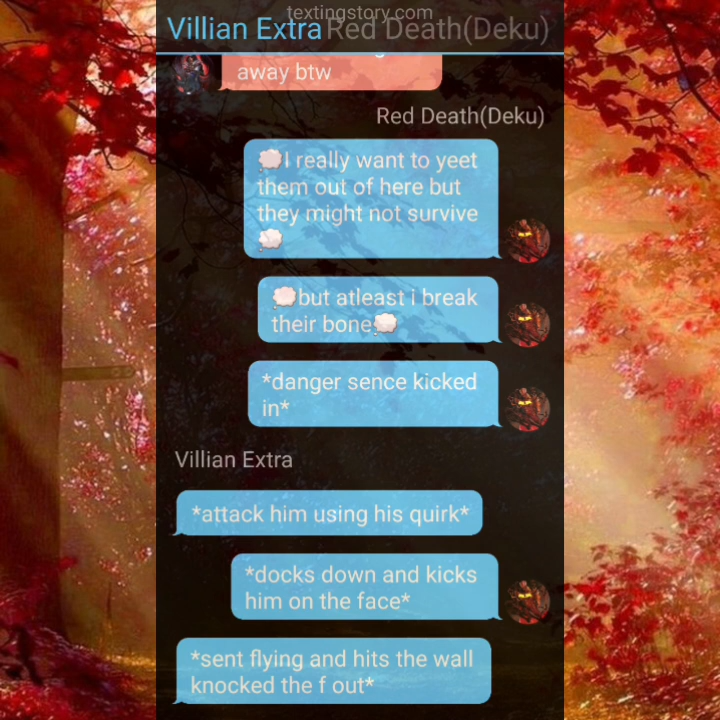 textingstory.com
Villian Extra Red Death(Deku)
away btw
Red Death(Deku)
💭I really want to yeet
them out of here but
they might not survive
💭
💭but atleast i break
their bone💭
*danger sence kicked
in*
Villian Extra
*attack him using his quirk*
*docks down and kicks
him on the face*
*sent flying and hits the wall
knocked the f out*